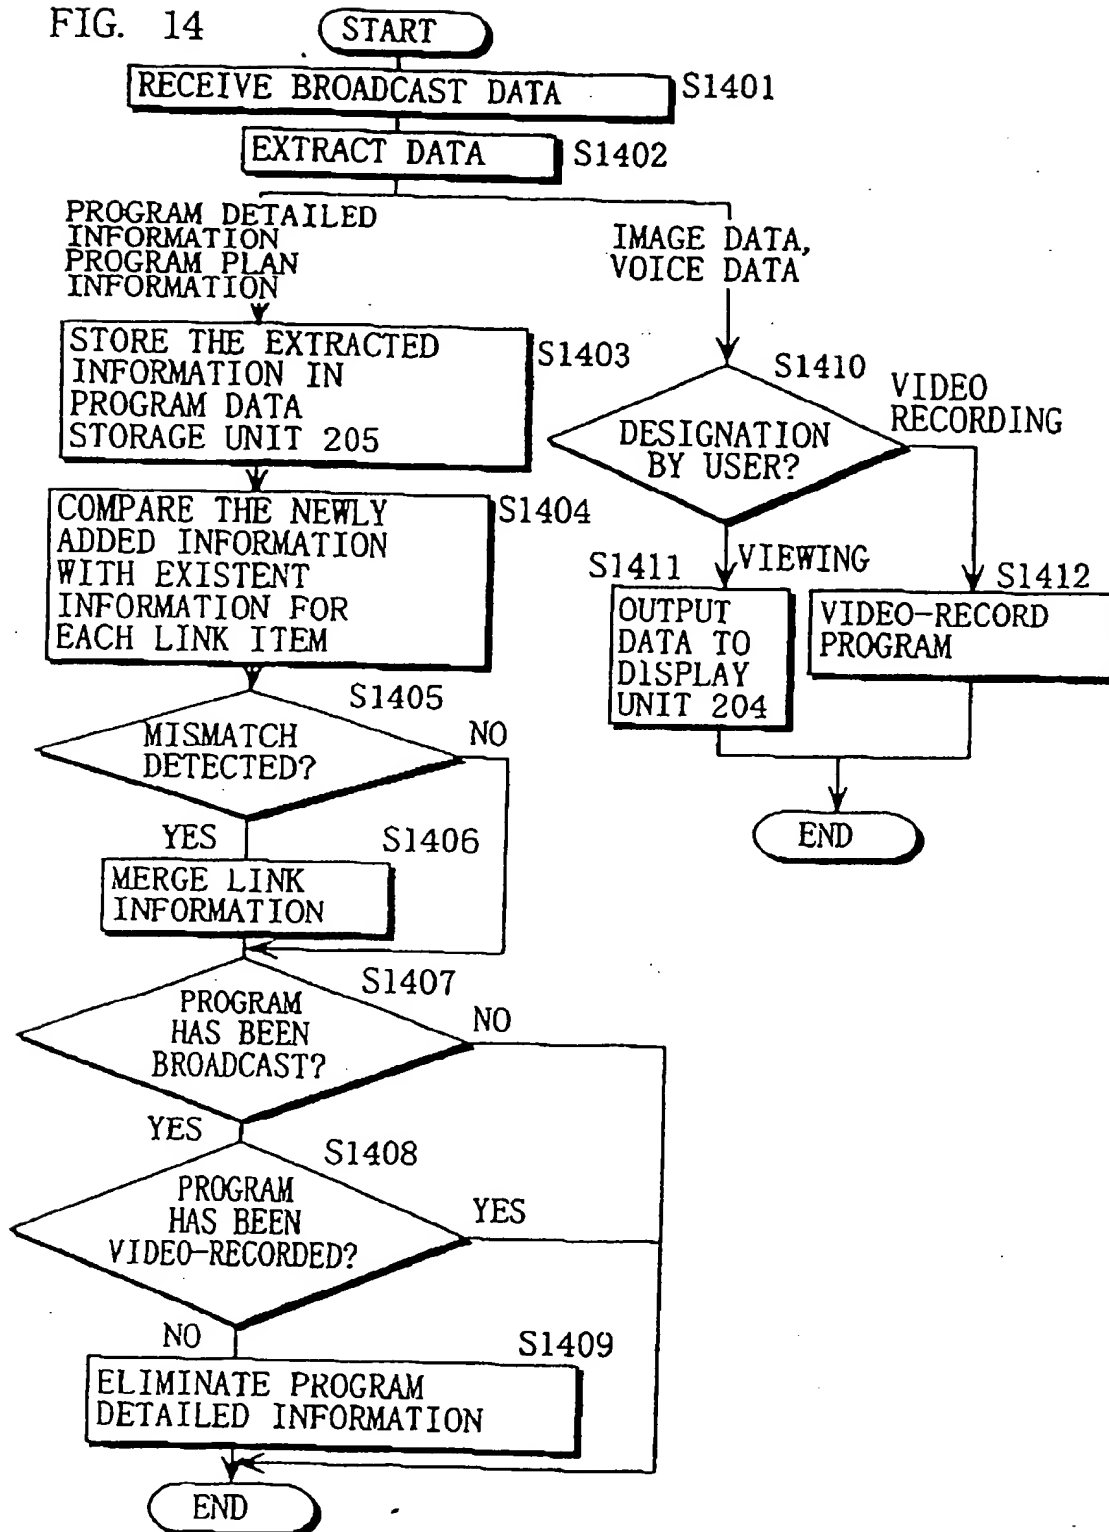 FIG. 14
START
RECEIVE BROADCAST DATA
S1401
EXTRACT DATA
S1402
PROGRAM DETAILED
INFORMATION
PROGRAM PLAN
INFORMATION
IMAGE DATA,
VOICE DATA
STORE THE EXTRACTED
INFORMATION IN
PROGRAM DATA
STORAGE UNIT 205
S1403
COMPARE THE NEWLY
ADDED INFORMATION
WITH EXISTENT
INFORMATION FOR
EACH LINK ITEM
S1404
S1405
MISMATCH
DETECTED?
NO
YES
S1406
MERGE LINK
INFORMATION
S1407
PROGRAM
HAS BEEN
BROADCAST?
NO
YES
S1408
PROGRAM
HAS BEEN
VIDEO-RECORDED?
YES
NO
S1409
ELIMINATE PROGRAM
DETAILED INFORMATION
END
S1410
DESIGNATION
BY USER?
VIDEO
RECORDING
VIEWING
S1411
OUTPUT
DATA TO
DISPLAY
UNIT 204
S1412
VIDEO-RECORD
PROGRAM
END